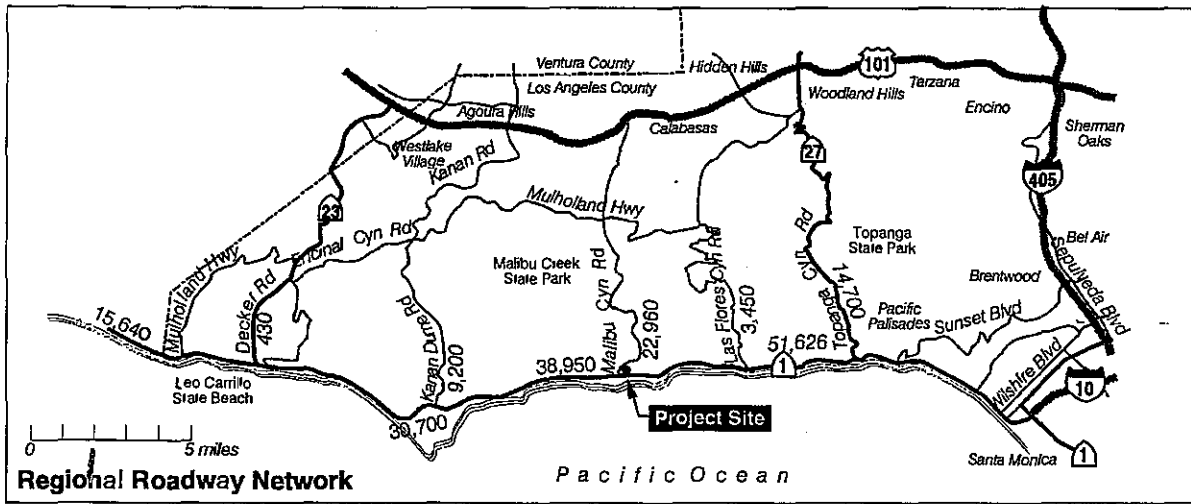 Ventura County
Los Angeles County
Hidden Hills
101
Tarzana
Woodland Hills
Encino
Agoura Hills
Calabasas
Sherman
Oaks
Westlake
Village
Kanan Rd
27
405
23
Mulholland Hwy
Encinal Cyn Rd
Mulholland Hwy
Topanga
State Park
Bel Air
Sepulveda Blvd
Malibu Creek
State Park
Brentwood
Decker Rd
430
Kanan Dume Rd
9,200
Malibu Cyn Rd
22,960
Las Flores Cyn Rd
3,450
Topaga Cyn Rd
14,700
Pacific
Palisades
Sunset Blvd
15,640
38,950
51,626
1
Wilshire Blvd
10
Leo Carrillo
State Beach
30,700
Project Site
0 5 miles
Santa Monica
1
Regional Roadway Network
Pacific Ocean